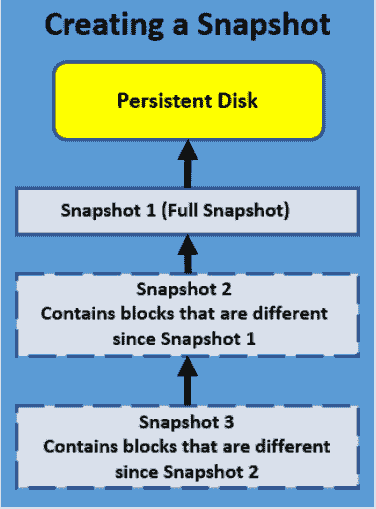 Creating a Snapshot
Persistent Disk
Snapshot 1 (Full Snapshot)
Snapshot 2
Contains blocks that are different
since Snapshot 1
Snapshot 3
Contains blocks that are different
since Snapshot 2